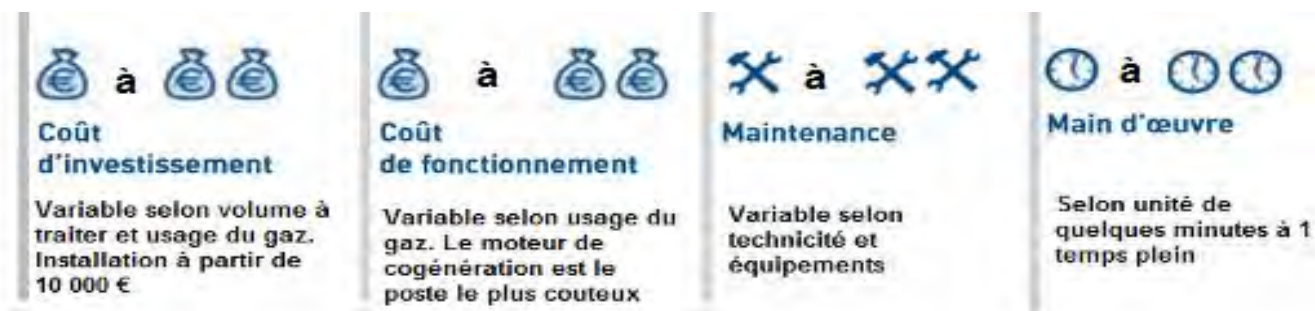 à
Coût
d'investissement
Variable selon volume à
traiter et usage du gaz.
Installation à partir de
10 000 €
à
Coût
de fonctionnement
Variable selon usage du
gaz. Le moteur de
cogénération est le
poste le plus couteux
à
Maintenance
Variable selon
technicité et
équipements
à
Main d'œuvre
Selon unité de
quelques minutes à 1
temps plein